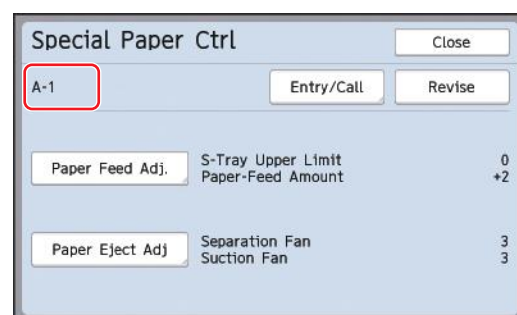 Special Paper Ctrl
Close
A-1
Entry/Call
Revise
Paper Feed Adj.
S-Tray Upper Limit 0
Paper-Feed Amount +2
Paper Eject Adj
Separation Fan 3
Suction Fan 3